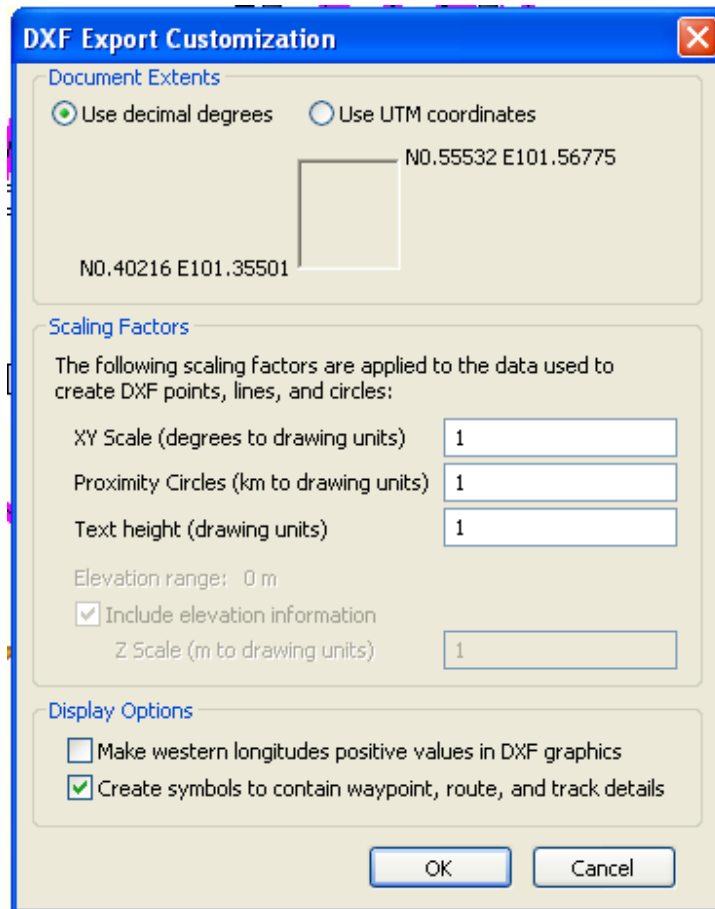 DXF Export Customization
Document Extents
Use decimal degrees Use UTM coordinates
N0.55532 E101.56775
N0.40216 E101.35501
Scaling Factors
The following scaling factors are applied to the data used to
create DXF points, lines, and circles:
XY Scale (degrees to drawing units) 1
Proximity Circles (km to drawing units) 1
Text height (drawing units) 1
Elevation range: 0 m
Include elevation information
Z Scale (m to drawing units) 1
Display Options
Make western longitudes positive values in DXF graphics
Create symbols to contain waypoint, route, and track details
OK Cancel